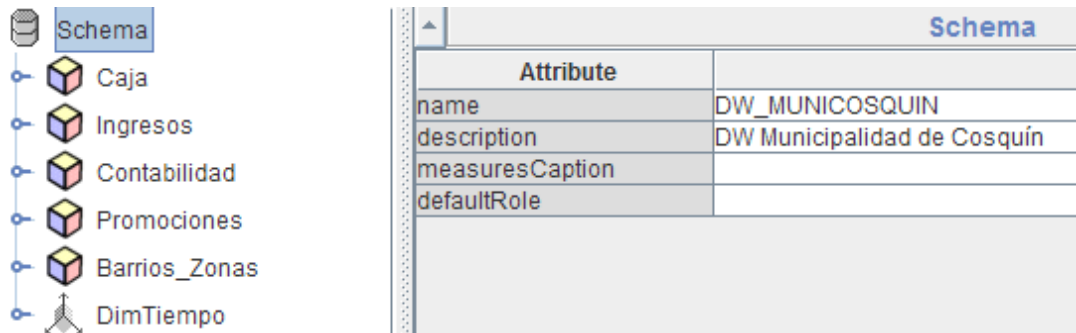 Schema
Caja
Ingresos
Contabilidad
Promociones
Barrios_Zonas
DimTiempo
Schema
Attribute
name DW_MUNICOSQUIN
description DW Municipalidad de Cosquín
measuresCaption
defaultRole